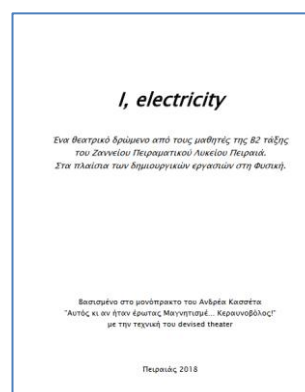 I, electricity
Ένα θεατρικό δρώμενο από τους μαθητές της Β2 τάξης
του Ζαννείου Πειραματικού Λυκείου Πειραιά.
Στα πλαίσια των δημιουργικών εργασιών στη Φυσική.
Βασισμένο στο μονόπρακτο του Ανδρέα Κασσέτα
"Αυτός κι αν ήταν έρωτας Μαγνητισμέ... Κεραυνοβόλος!"
με την τεχνική του devised theater
Πειραιάς 2018